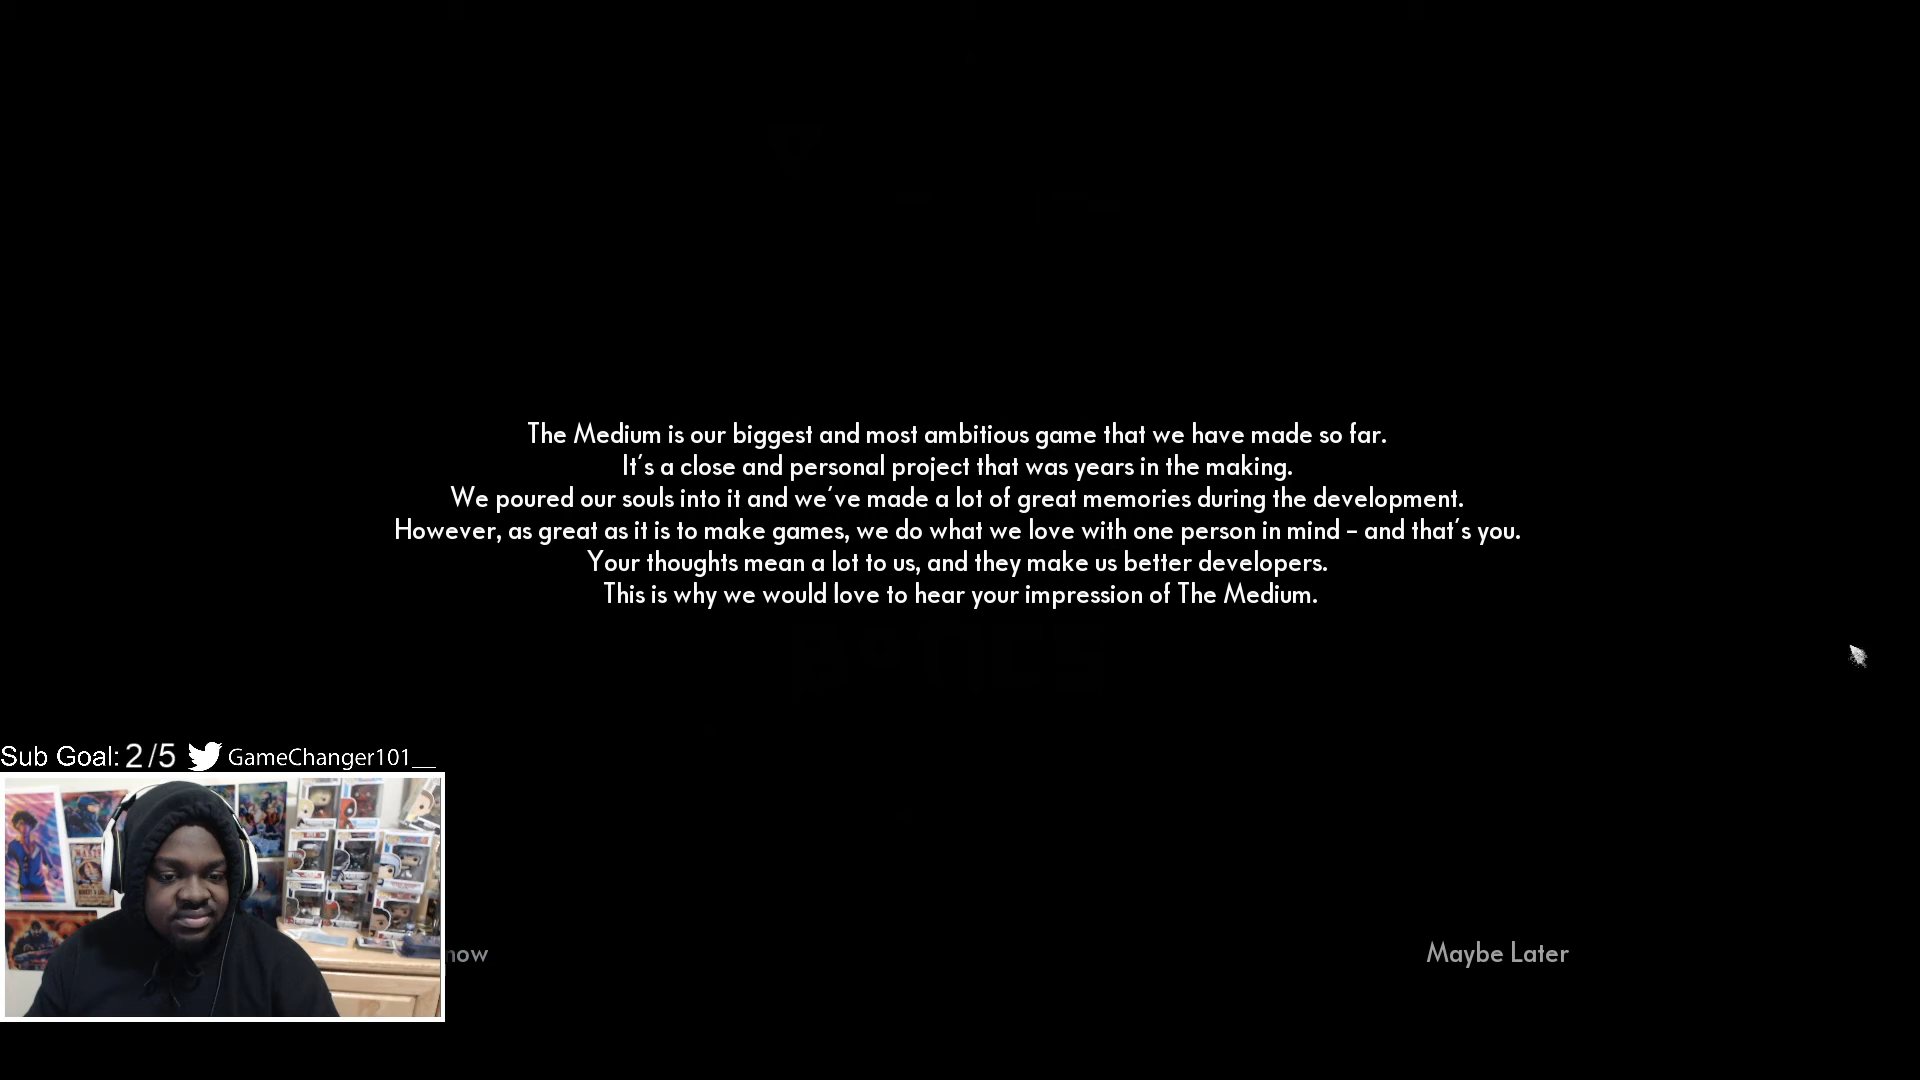 The Medium is our biggest and most ambitious game that we have made so far.
It's a close and personal project that was years in the making.
We poured our souls into it and we've made a lot of great memories during the development.
However, as great as it is to make games, we do what we love with one person in mind – and that's you.
Your thoughts mean a lot to us, and they make us better developers.
This is why we would love to hear your impression of The Medium.
Sub Goal: 2/5 GameChanger101__
Maybe Later